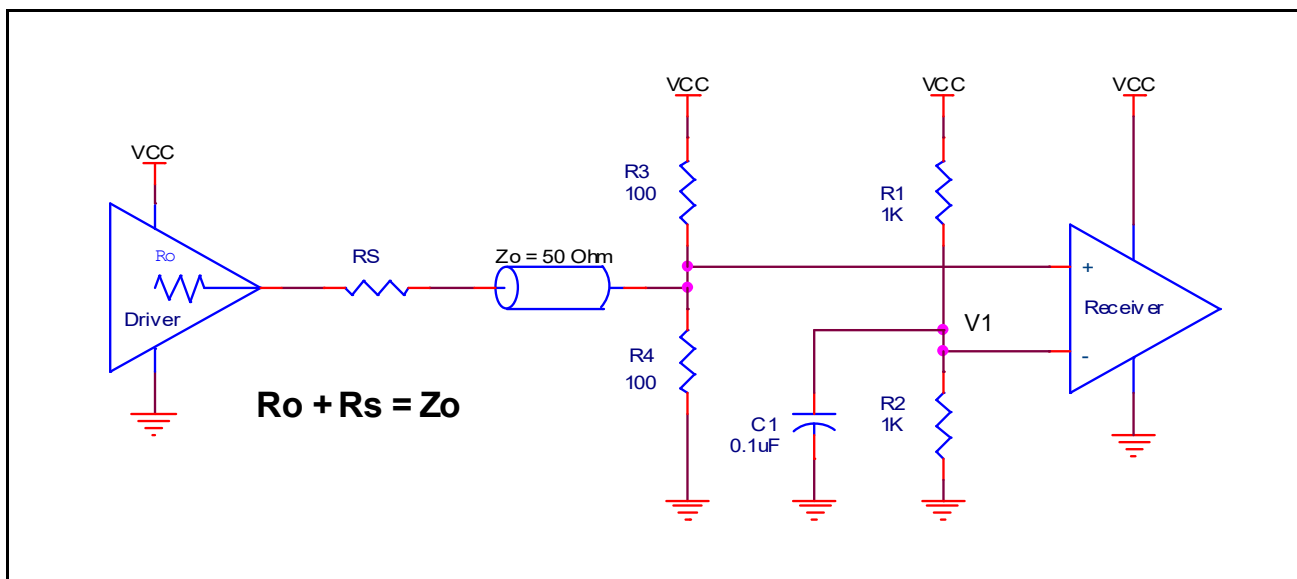 VCC
VCC
VCC
VCC
R3
100
R1
1K
Ro
RS
Zo = 50 Ohm
+
Driver
Receiver
V1
-
R4
100
Ro + Rs = Zo
C1
0.1uF
R2
1K